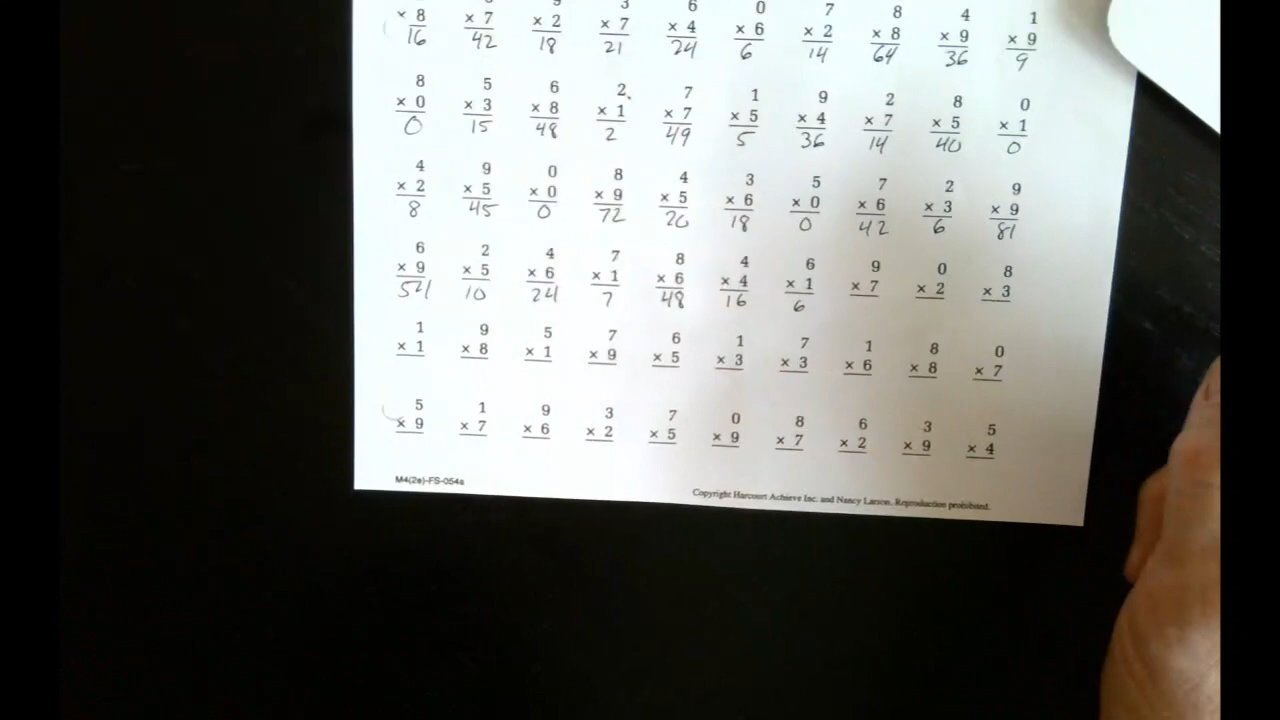 6 0 7 8 4 1
× 8 × 7 × 2 × 7 × 4 × 6 × 2 × 8 × 9 × 9
16 42 18 21 24 6 14 64 36 9
8 5 6 2 7 1 9 2 8 0
× 0 × 3 × 8 × 1 × 7 × 5 × 4 × 7 × 5 × 1
0 15 48 2 49 5 36 14 40 0
4 9 0 8 4 3 5 7 2 9
× 2 × 5 × 0 × 9 × 5 × 6 × 0 × 6 × 3 × 9
8 45 0 72 20 18 0 42 6 81
6 2 4 7 8 4 6 9 0 8
× 9 × 5 × 6 × 1 × 6 × 4 × 1 × 7 × 2 × 3
54 10 24 7 48 16 6
1 9 5 7 6 1 7 1 8 0
× 1 × 8 × 1 × 9 × 5 × 3 × 3 × 6 × 8 × 7
5 1 9 3 7 0 8 6 3 5
× 9 × 7 × 6 × 2 × 5 × 9 × 7 × 2 × 9 × 4
M4(2e)-FS-054a
Copyright Harcourt Achieve Inc. and Nancy Larson. Reproduction prohibited.